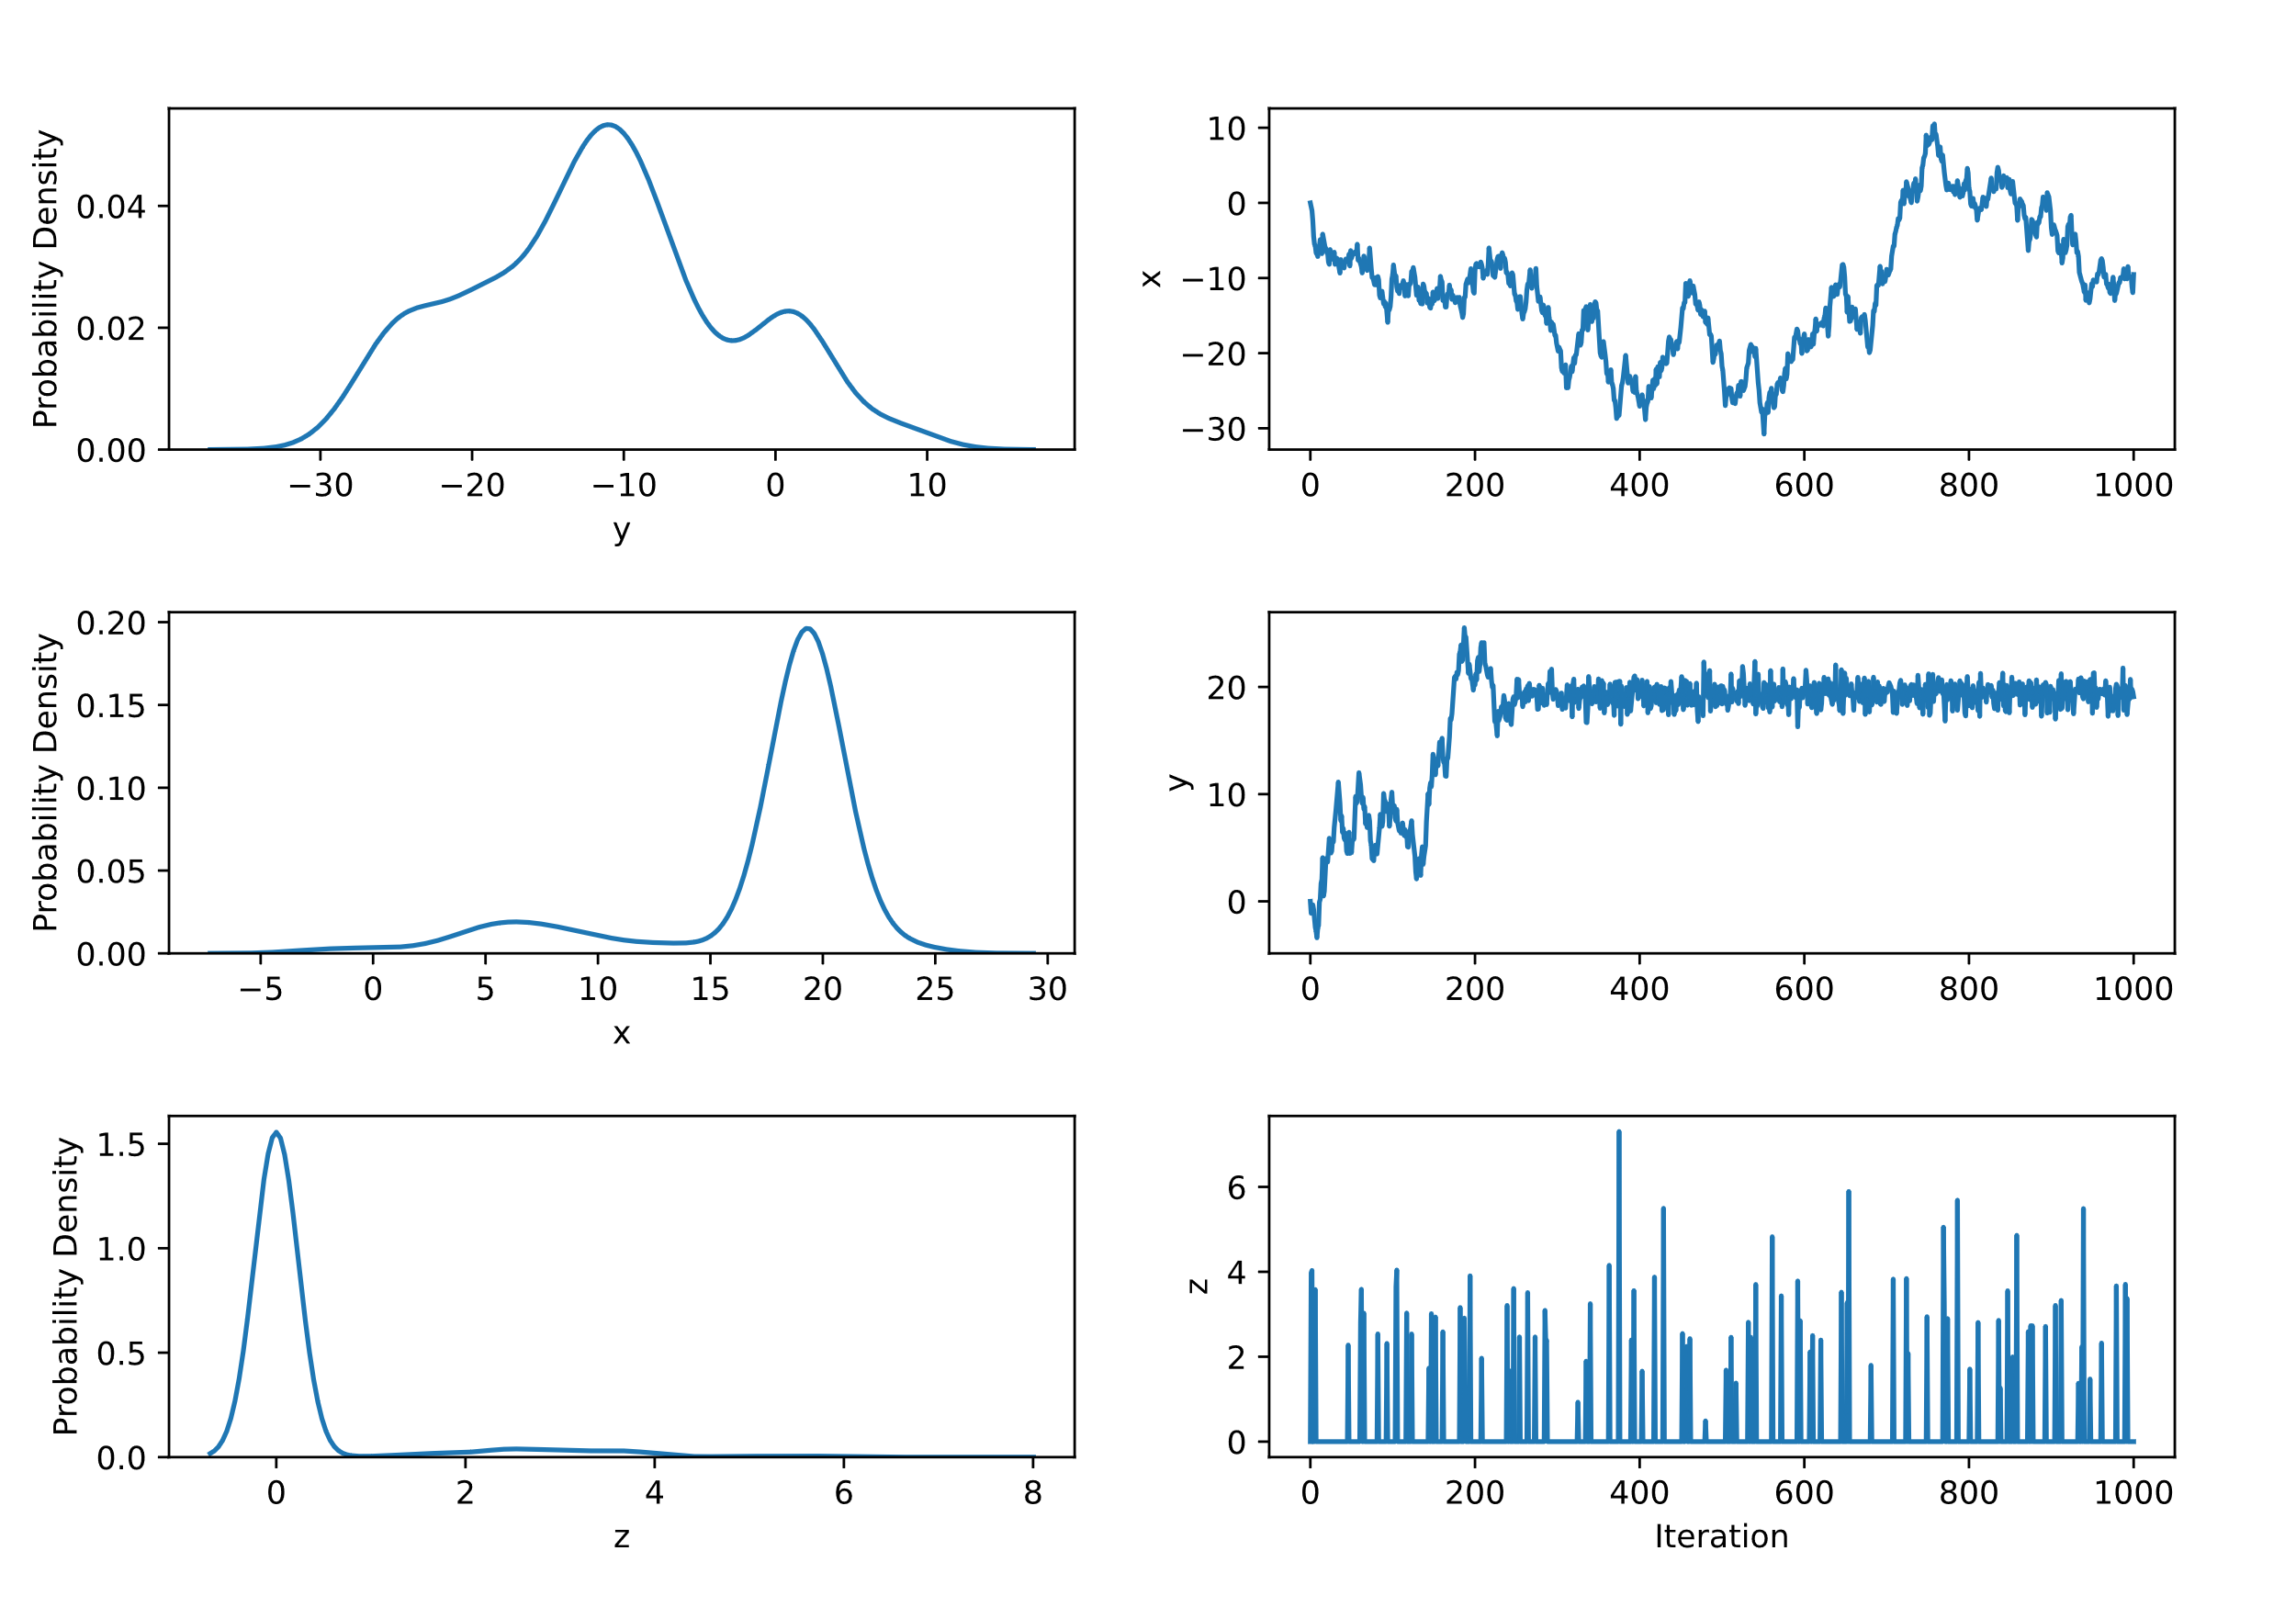 Probability Density
0.04
0.02
0.00
−30 −20 −10 0 10
y
x
10
0
−10
−20
−30
0 200 400 600 800 1000
Probability Density
0.20
0.15
0.10
0.05
0.00
−5 0 5 10 15 20 25 30
x
y
20
10
0
0 200 400 600 800 1000
Probability Density
1.5
1.0
0.5
0.0
0 2 4 6 8
z
z
6
4
2
0
0 200 400 600 800 1000
Iteration